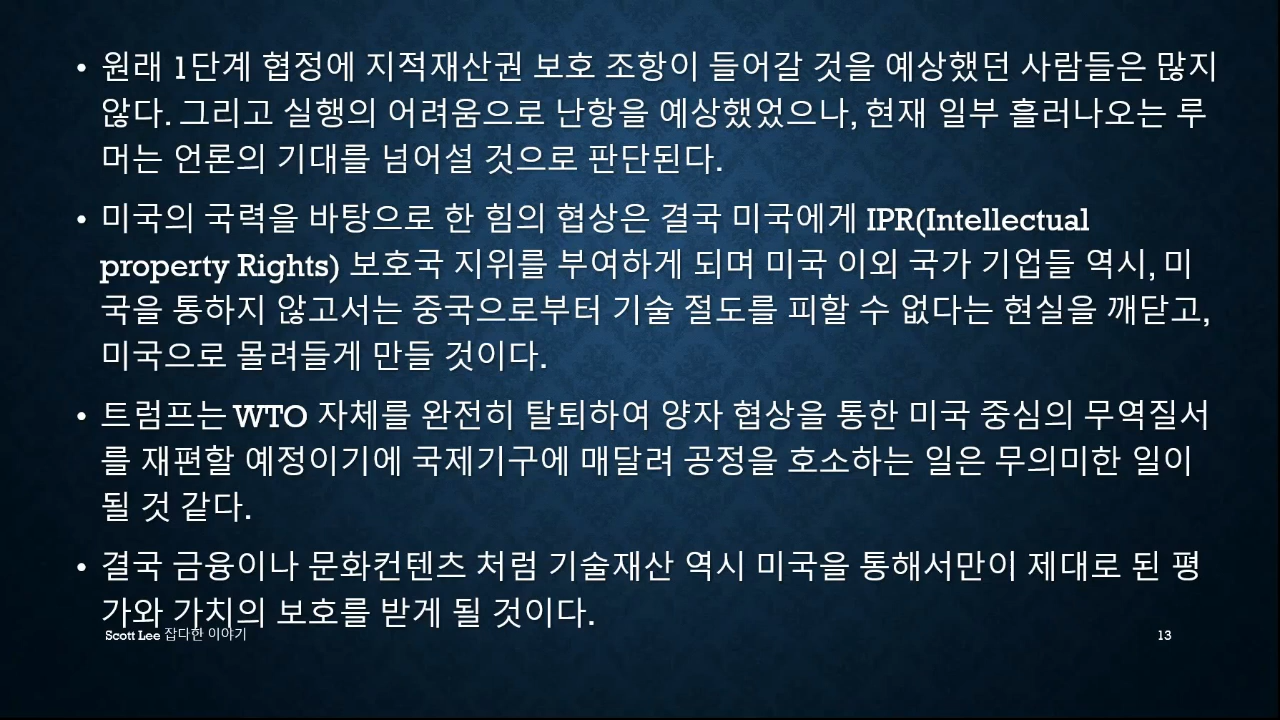 • 원래 1단계 협정에 지적재산권 보호 조항이 들어갈 것을 예상했던 사람들은 많지
않다. 그리고 실행의 어려움으로 난항을 예상했었으나, 현재 일부 흘러나오는 루
머는 언론의 기대를 넘어설 것으로 판단된다.
• 미국의 국력을 바탕으로 한 힘의 협상은 결국 미국에게 IPR(Intellectual
property Rights) 보호국 지위를 부여하게 되며 미국 이외 국가 기업들 역시, 미
국을 통하지 않고서는 중국으로부터 기술 절도를 피할 수 없다는 현실을 깨닫고,
미국으로 몰려들게 만들 것이다.
• 트럼프는 WTO 자체를 완전히 탈퇴하여 양자 협상을 통한 미국 중심의 무역질서
를 재편할 예정이기에 국제기구에 매달려 공정을 호소하는 일은 무의미한 일이
될 것 같다.
• 결국 금융이나 문화컨텐츠 처럼 기술재산 역시 미국을 통해서만이 제대로 된 평
가와 가치의 보호를 받게 될 것이다.
Scott Lee 잡다한 이야기
13